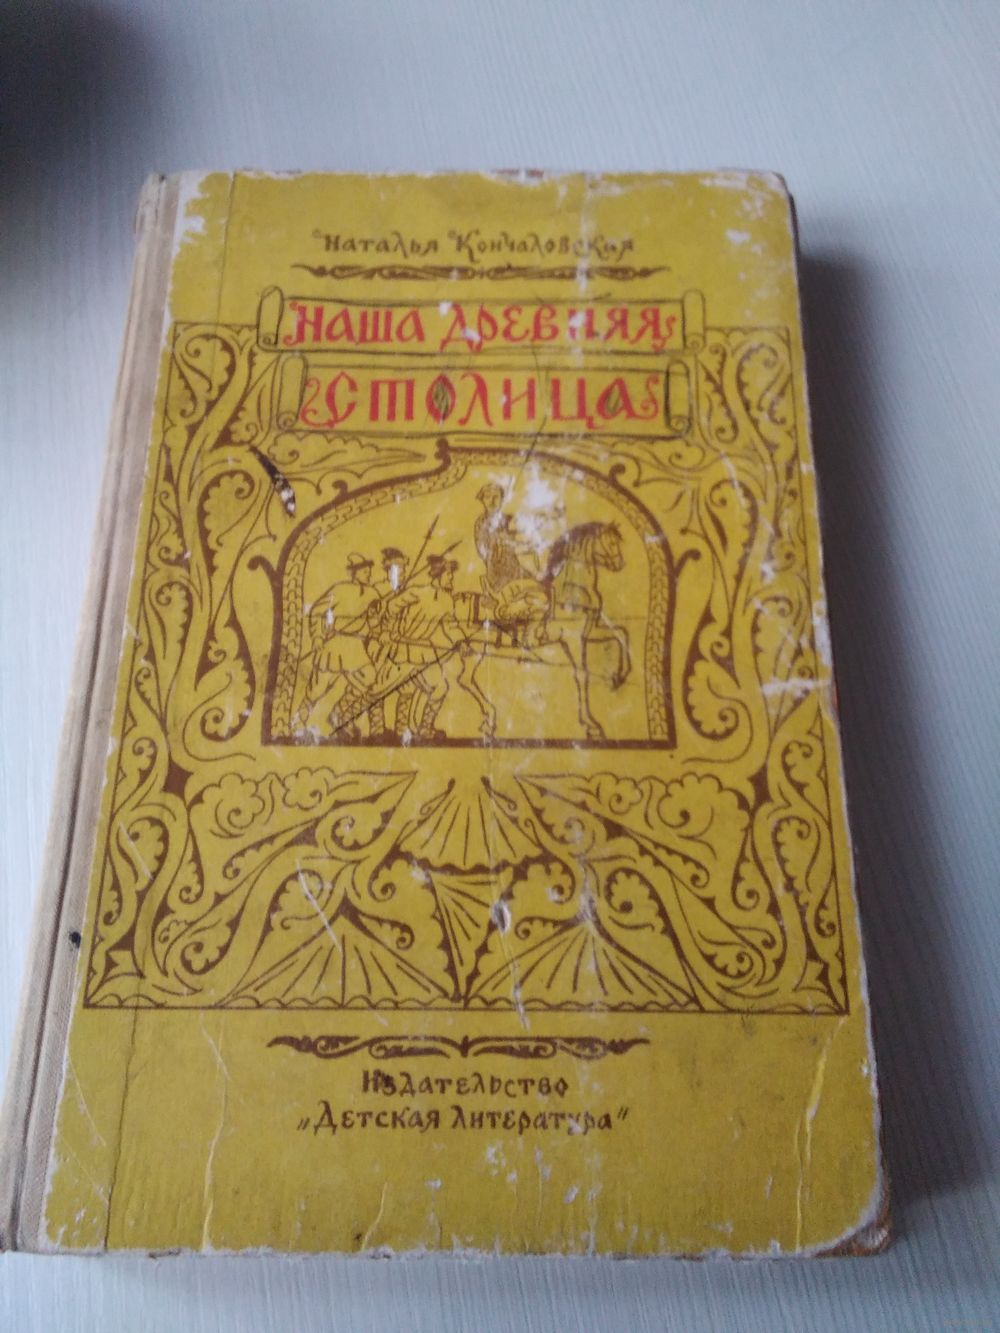 Наталья Кончаловская
Наша древняя
столица
Издательство
„Детская литература"